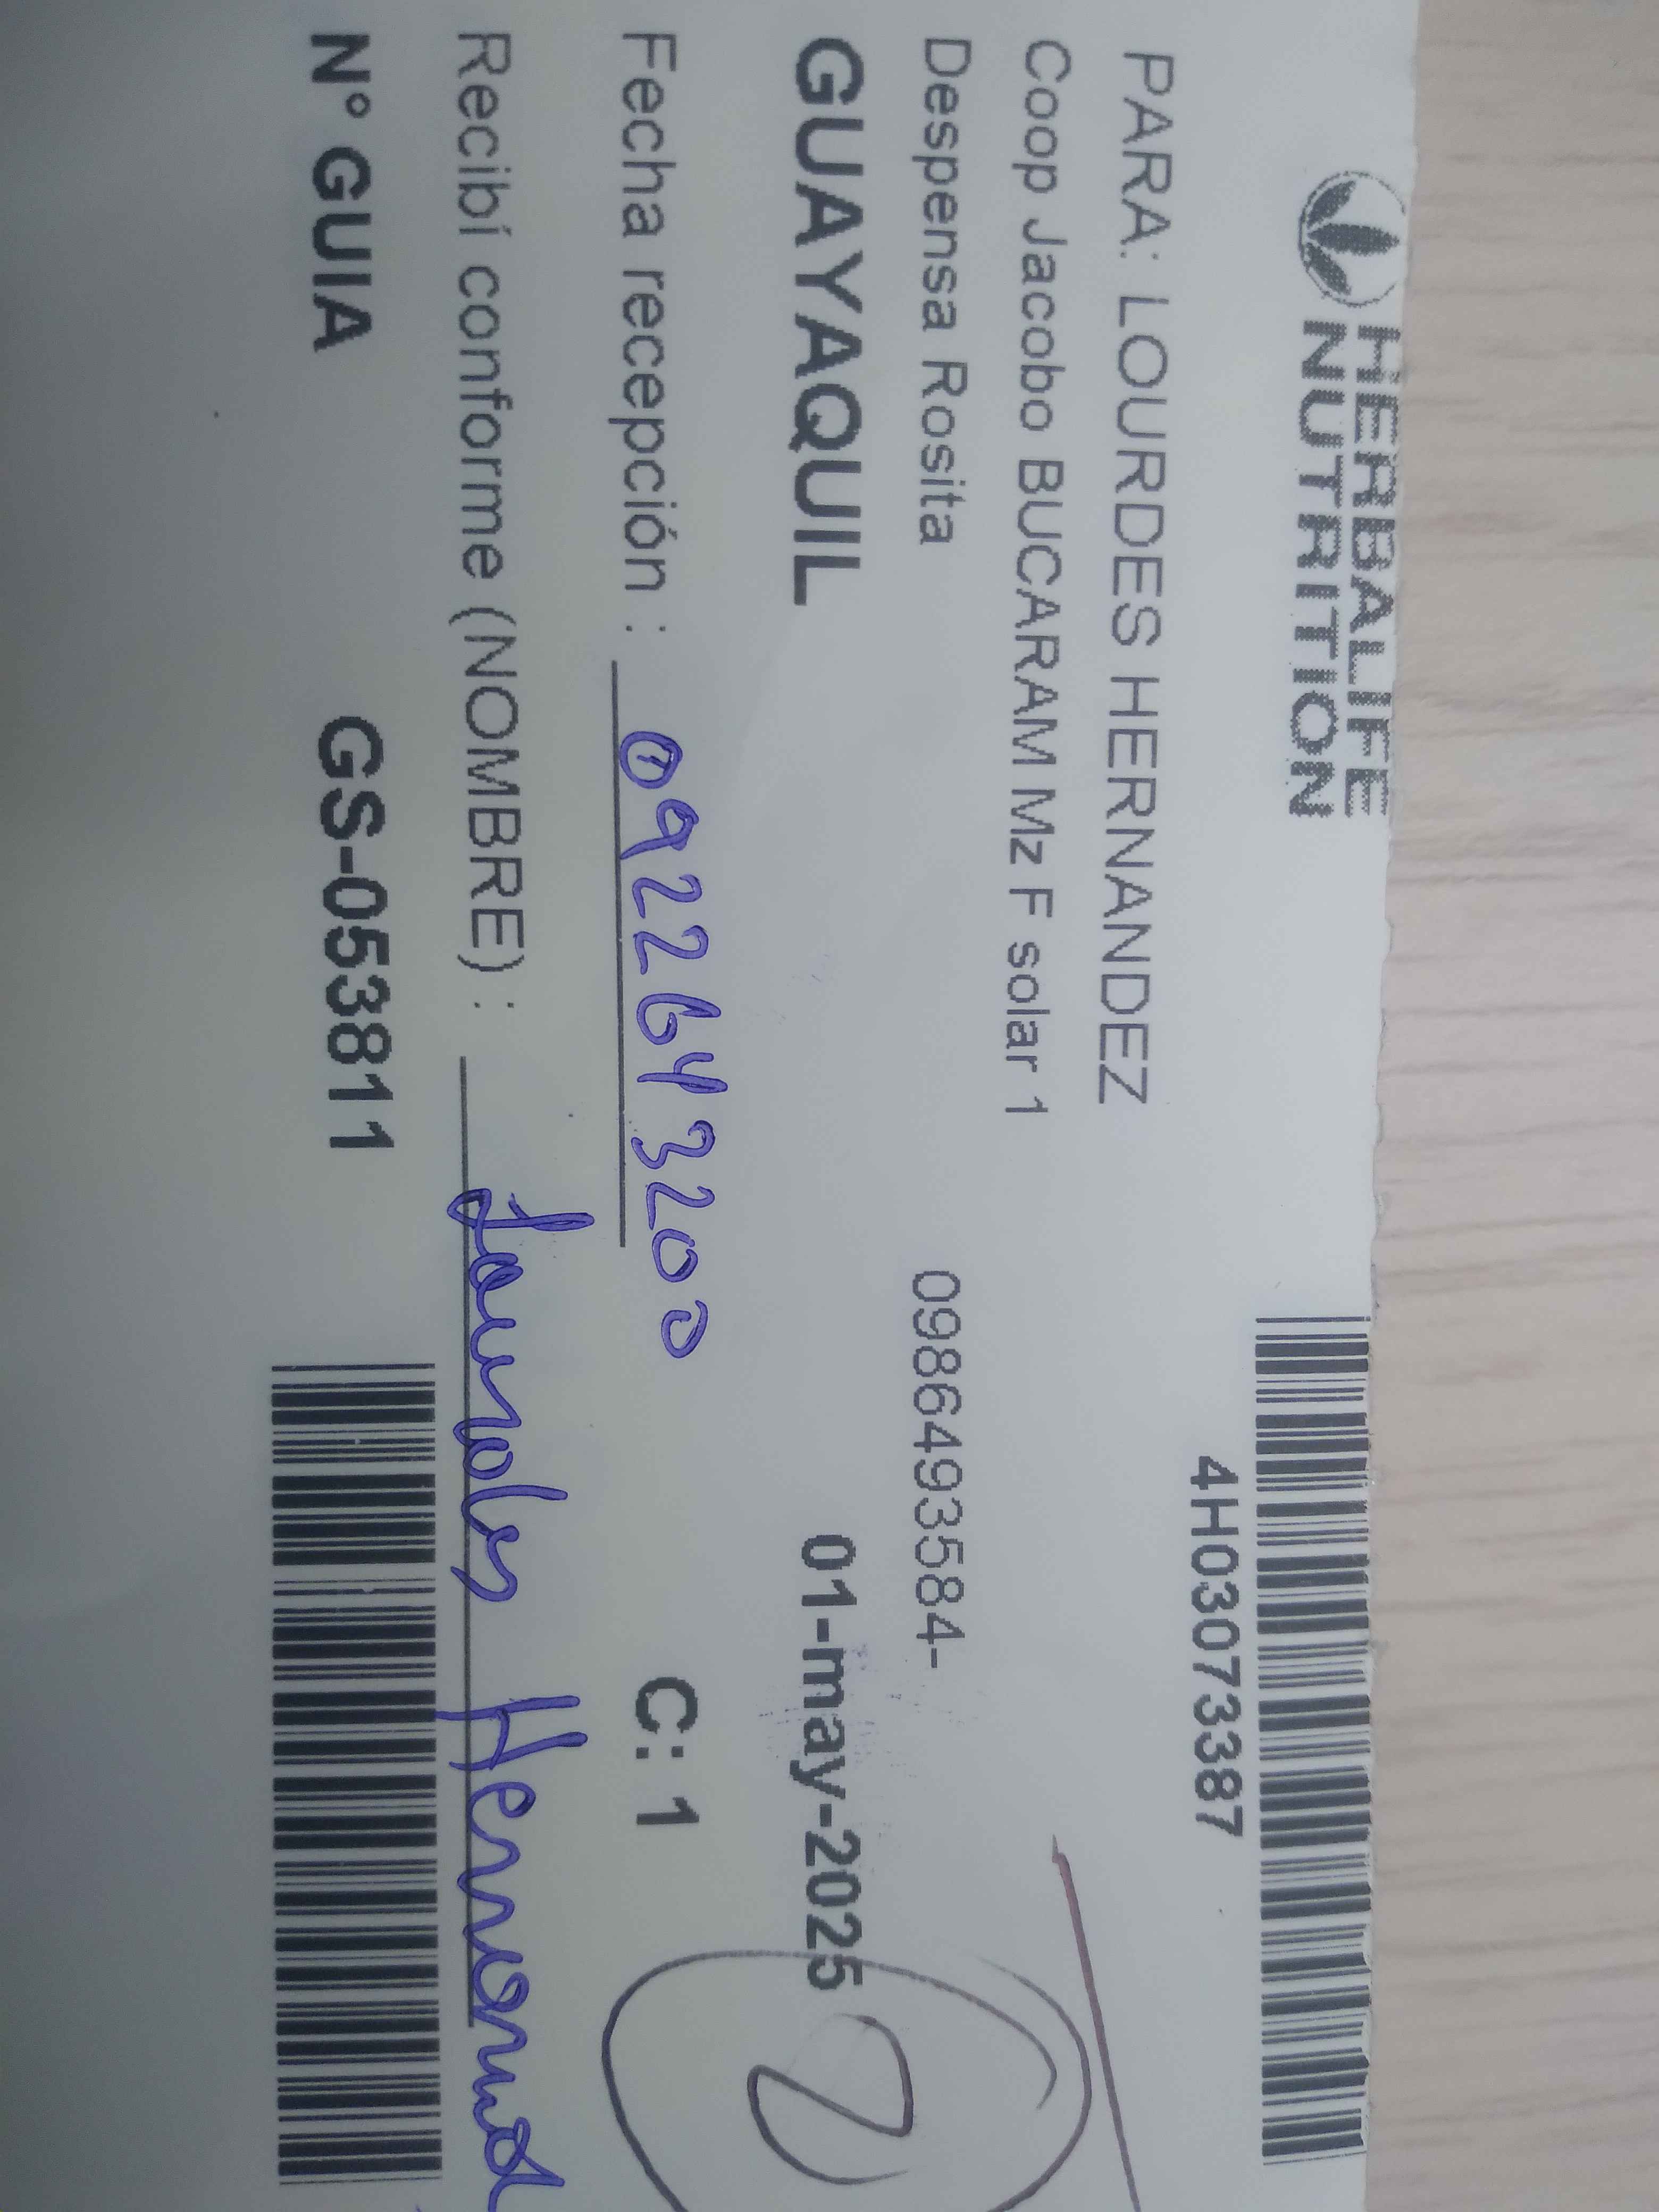 HERBALIFE
NUTRITION
4H03073387
PARA: LOURDES HERNANDEZ
Coop Jacobo BUCARAM Mz F solar 1
Despensa Rosita 0986493584-
GUAYAQUIL 01-may-2025
2
Fecha recepción : 0922643200 C: 1
Recibí conforme (NOMBRE) : Lourdes Hernand
N° GUIA GS-053811